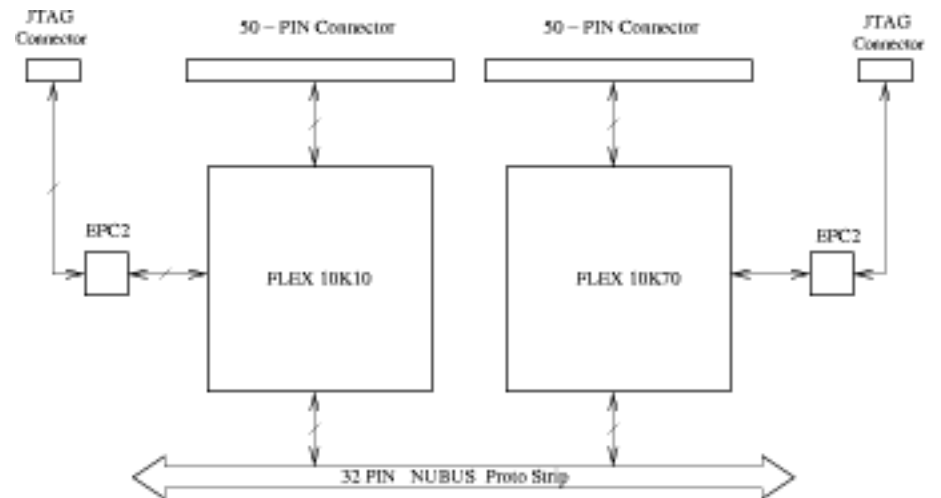 JTAG
Connector
50 - PIN Connector
50 - PIN Connector
JTAG
Connector
EPC2
FLEX 10K10
FLEX 10K70
EPC2
32 PIN NUBUS Proto Strip